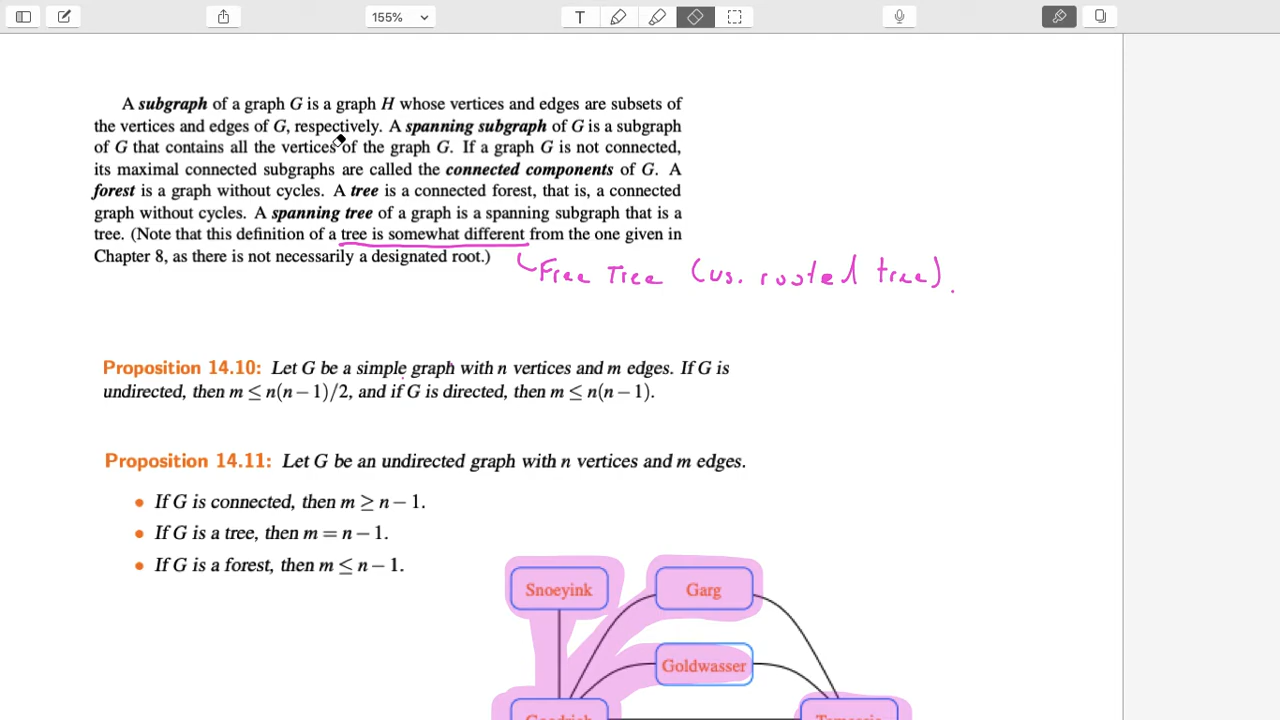 155%
T
A subgraph of a graph G is a graph H whose vertices and edges are subsets of
the vertices and edges of G, respectively. A spanning subgraph of G is a subgraph
of G that contains all the vertices of the graph G. If a graph G is not connected,
its maximal connected subgraphs are called the connected components of G. A
forest is a graph without cycles. A tree is a connected forest, that is, a connected
graph without cycles. A spanning tree of a graph is a spanning subgraph that is a
tree. (Note that this definition of a tree is somewhat different from the one given in
Chapter 8, as there is not necessarily a designated root.)
Free Tree (vs. rooted tree).
Proposition 14.10: Let G be a simple graph with n vertices and m edges. If G is
undirected, then m ≤ n(n−1)/2, and if G is directed, then m ≤ n(n−1).
Proposition 14.11: Let G be an undirected graph with n vertices and m edges.
• If G is connected, then m ≥ n−1.
• If G is a tree, then m = n−1.
• If G is a forest, then m ≤ n−1.
Snoeyink Garg
Goldwasser